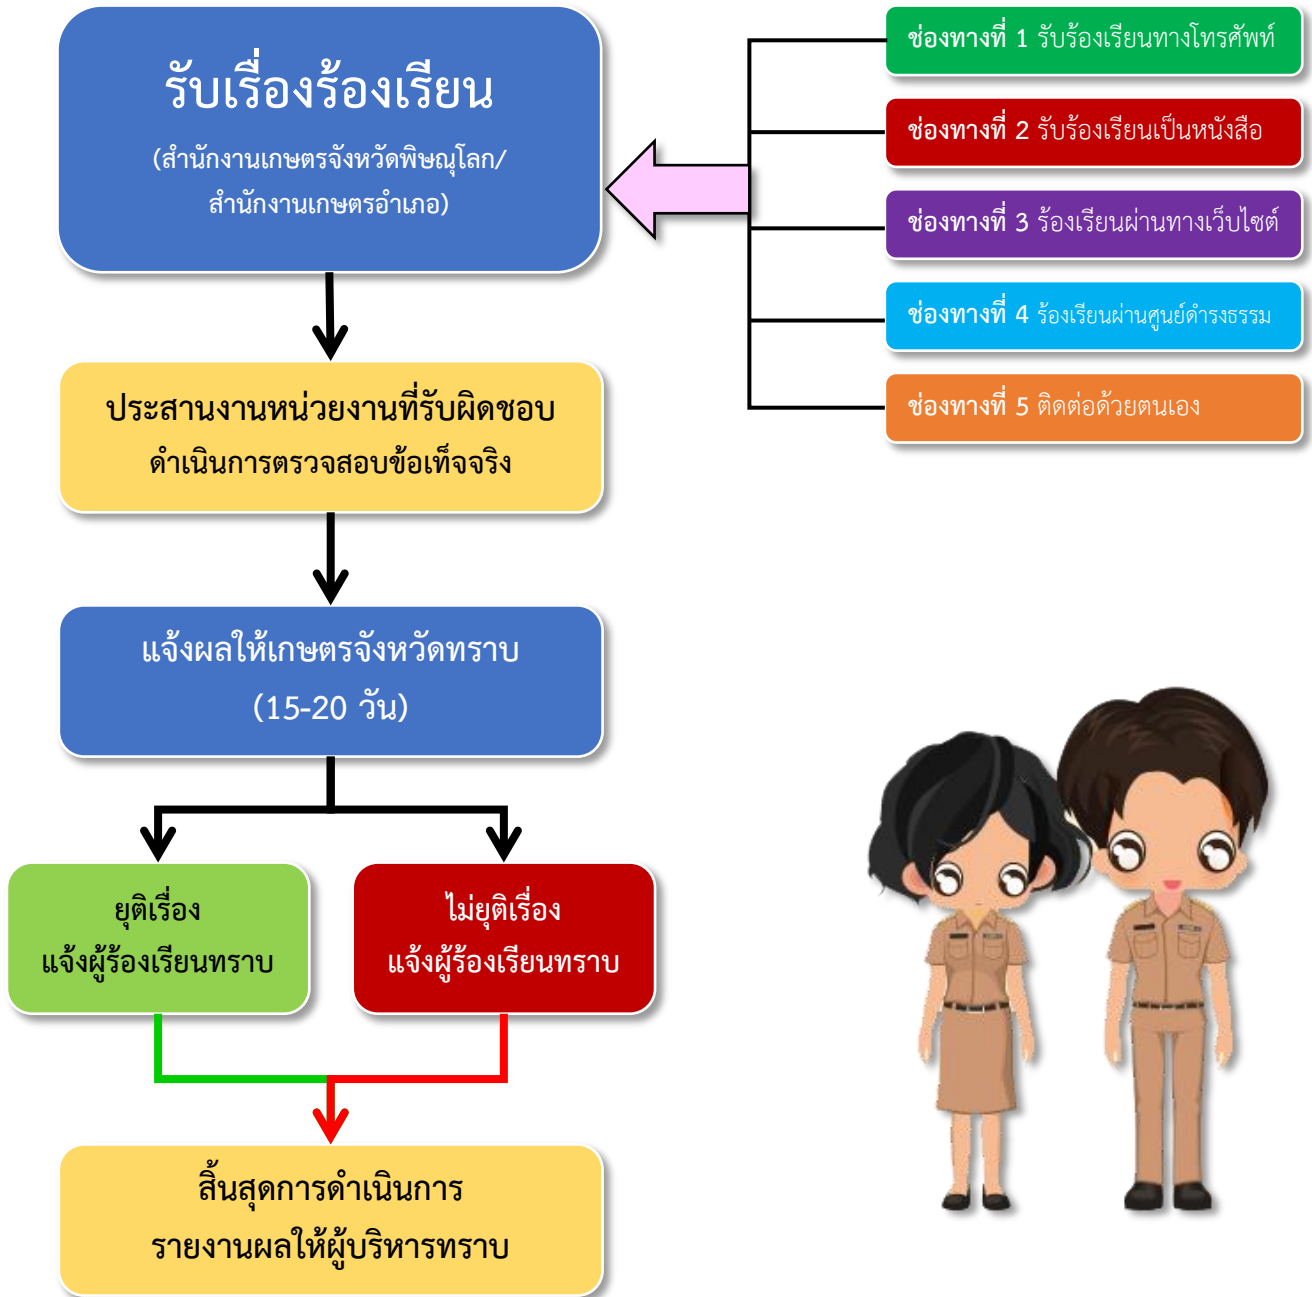 รับเรื่องร้องเรียน
(สำนักงานเกษตรจังหวัดพิษณุโลก/
สำนักงานเกษตรอำเภอ)
ช่องทางที่ 1 รับร้องเรียนทางโทรศัพท์
ช่องทางที่ 2 รับร้องเรียนเป็นหนังสือ
ช่องทางที่ 3 ร้องเรียนผ่านทางเว็บไซต์
ช่องทางที่ 4 ร้องเรียนผ่านศูนย์ดำรงธรรม
ช่องทางที่ 5 ติดต่อด้วยตนเอง
ประสานงานหน่วยงานที่รับผิดชอบ
ดำเนินการตรวจสอบข้อเท็จจริง
แจ้งผลให้เกษตรจังหวัดทราบ
(15-20 วัน)
ยุติเรื่อง
แจ้งผู้ร้องเรียนทราบ
ไม่ยุติเรื่อง
แจ้งผู้ร้องเรียนทราบ
สิ้นสุดการดำเนินการ
รายงานผลให้ผู้บริหารทราบ